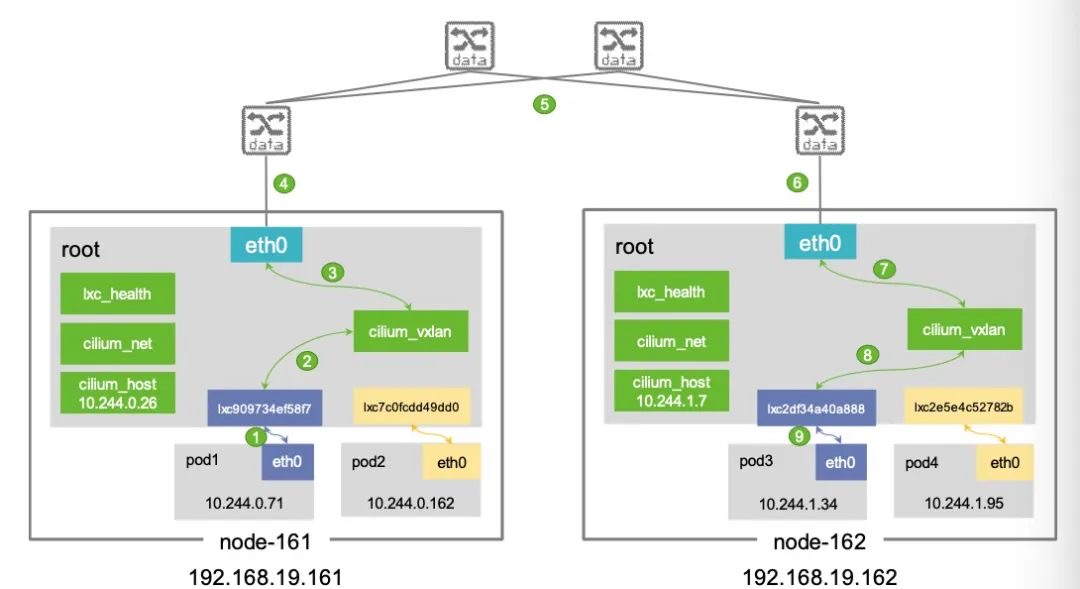 data
data
5
data
data
4
6
root
eth0
3
lxc_health
cilium_net
cilium_vxlan
2
cilium_host
10.244.0.26
lxc909734ef58f7
lxc7c0fcdd49dd0
1
pod1
eth0
10.244.0.71
pod2
eth0
10.244.0.162
node-161
192.168.19.161
root
eth0
7
lxc_health
cilium_net
cilium_vxlan
8
cilium_host
10.244.1.7
lxc2df34a40a888
lxc2e5e4c52782b
9
pod3
eth0
10.244.1.34
pod4
eth0
10.244.1.95
node-162
192.168.19.162